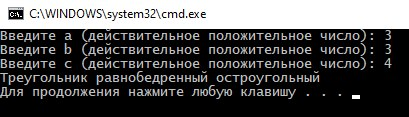 C:\WINDOWS\system32\cmd.exe
Введите a (действительное положительное число): 3
Введите b (действительное положительное число): 3
Введите c (действительное положительное число): 4
Треугольник равнобедренный остроугольный
Для продолжения нажмите любую клавишу . . .